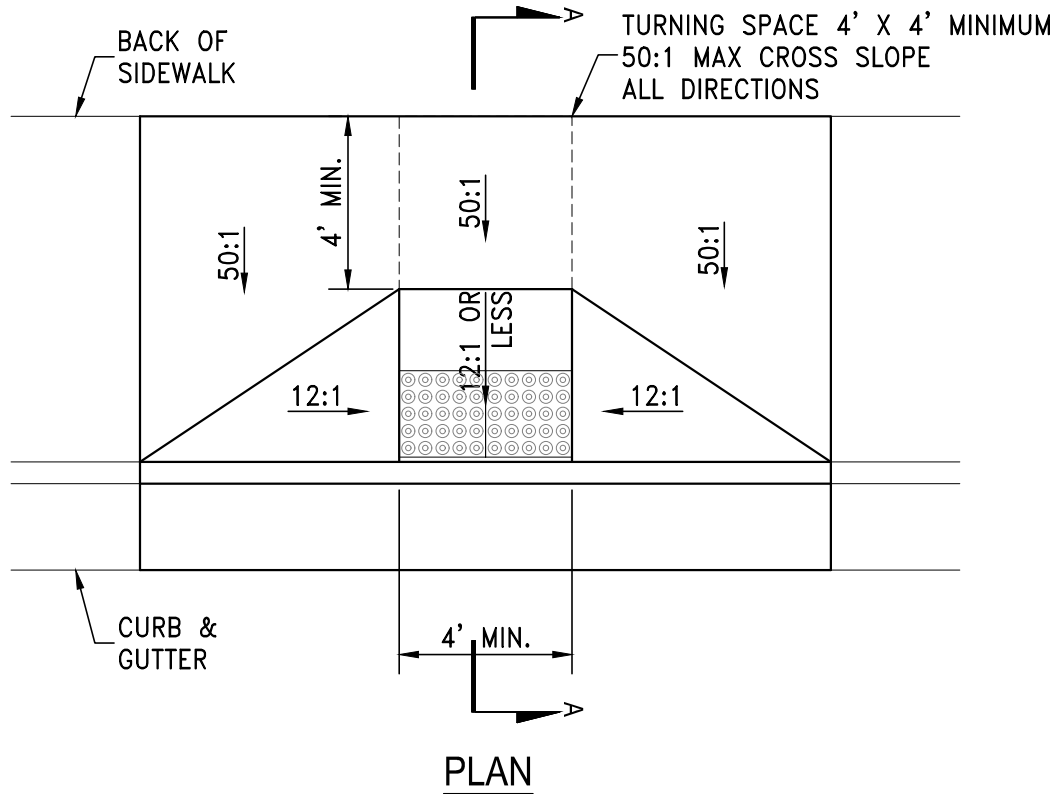 A
TURNING SPACE 4' X 4' MINIMUM
50:1 MAX CROSS SLOPE
ALL DIRECTIONS
BACK OF
SIDEWALK
4' MIN.
50:1
50:1
50:1
12:1 OR
LESS
12:1
12:1
CURB &
GUTTER
4' MIN.
A
PLAN